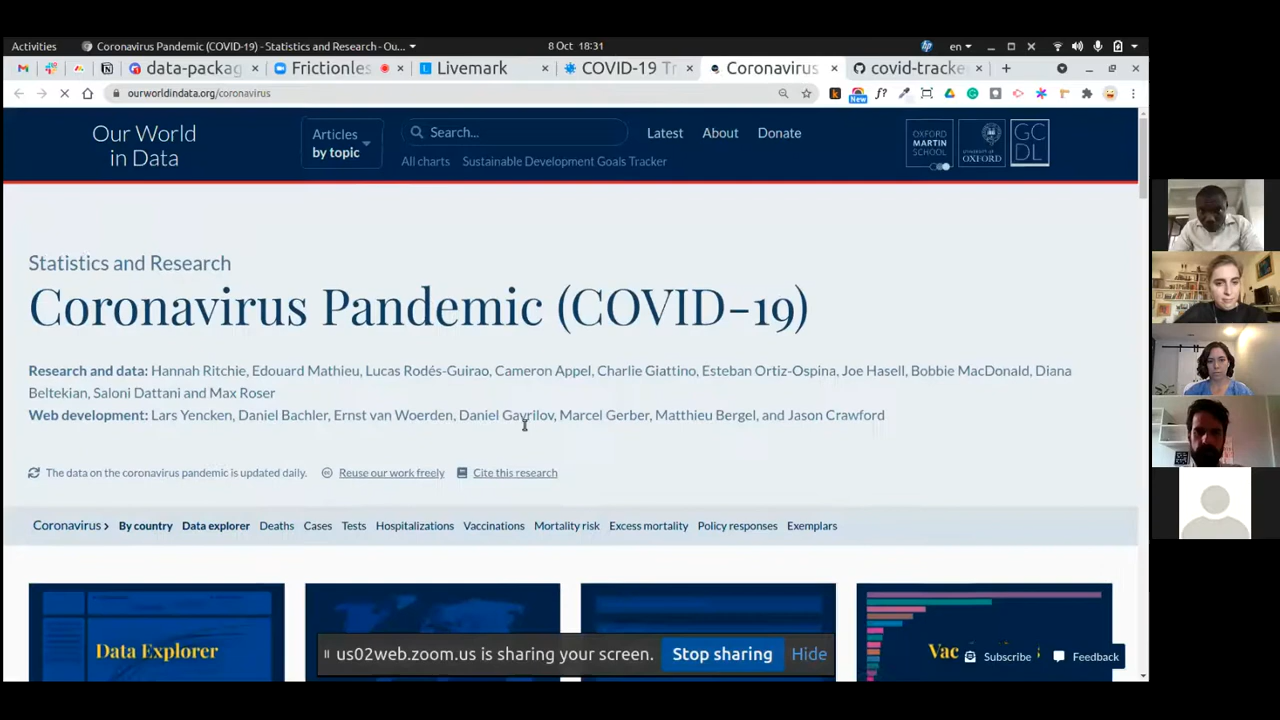 Activities
Coronavirus Pandemic (COVID-19) - Statistics and Research - Ou...
8 Oct 18:31
en
data-packag
Frictionles
Livemark
COVID-19 Tr
Coronavirus
covid-tracke
ourworldindata.org/coronavirus
New
f?
Our World
in Data
Articles
by topic
Search...
Latest
About
Donate
All charts
Sustainable Development Goals Tracker
OXFORD
MARTIN
SCHOOL
UNIVERSITY OF
OXFORD
GC
DL
Statistics and Research
Coronavirus Pandemic (COVID-19)
Research and data: Hannah Ritchie, Edouard Mathieu, Lucas Rodés-Guirao, Cameron Appel, Charlie Giattino, Esteban Ortiz-Ospina, Joe Hasell, Bobbie MacDonald, Diana
Beltekian, Saloni Dattani and Max Roser
Web development: Lars Yencken, Daniel Bachler, Ernst van Woerden, Daniel Gavrilov, Marcel Gerber, Matthieu Bergel, and Jason Crawford
The data on the coronavirus pandemic is updated daily.
Reuse our work freely
Cite this research
Coronavirus
By country
Data explorer
Deaths
Cases
Tests
Hospitalizations
Vaccinations
Mortality risk
Excess mortality
Policy responses
Exemplars
Data Explorer
us02web.zoom.us is sharing your screen.
Stop sharing
Hide
Vac
Subscribe
Feedback